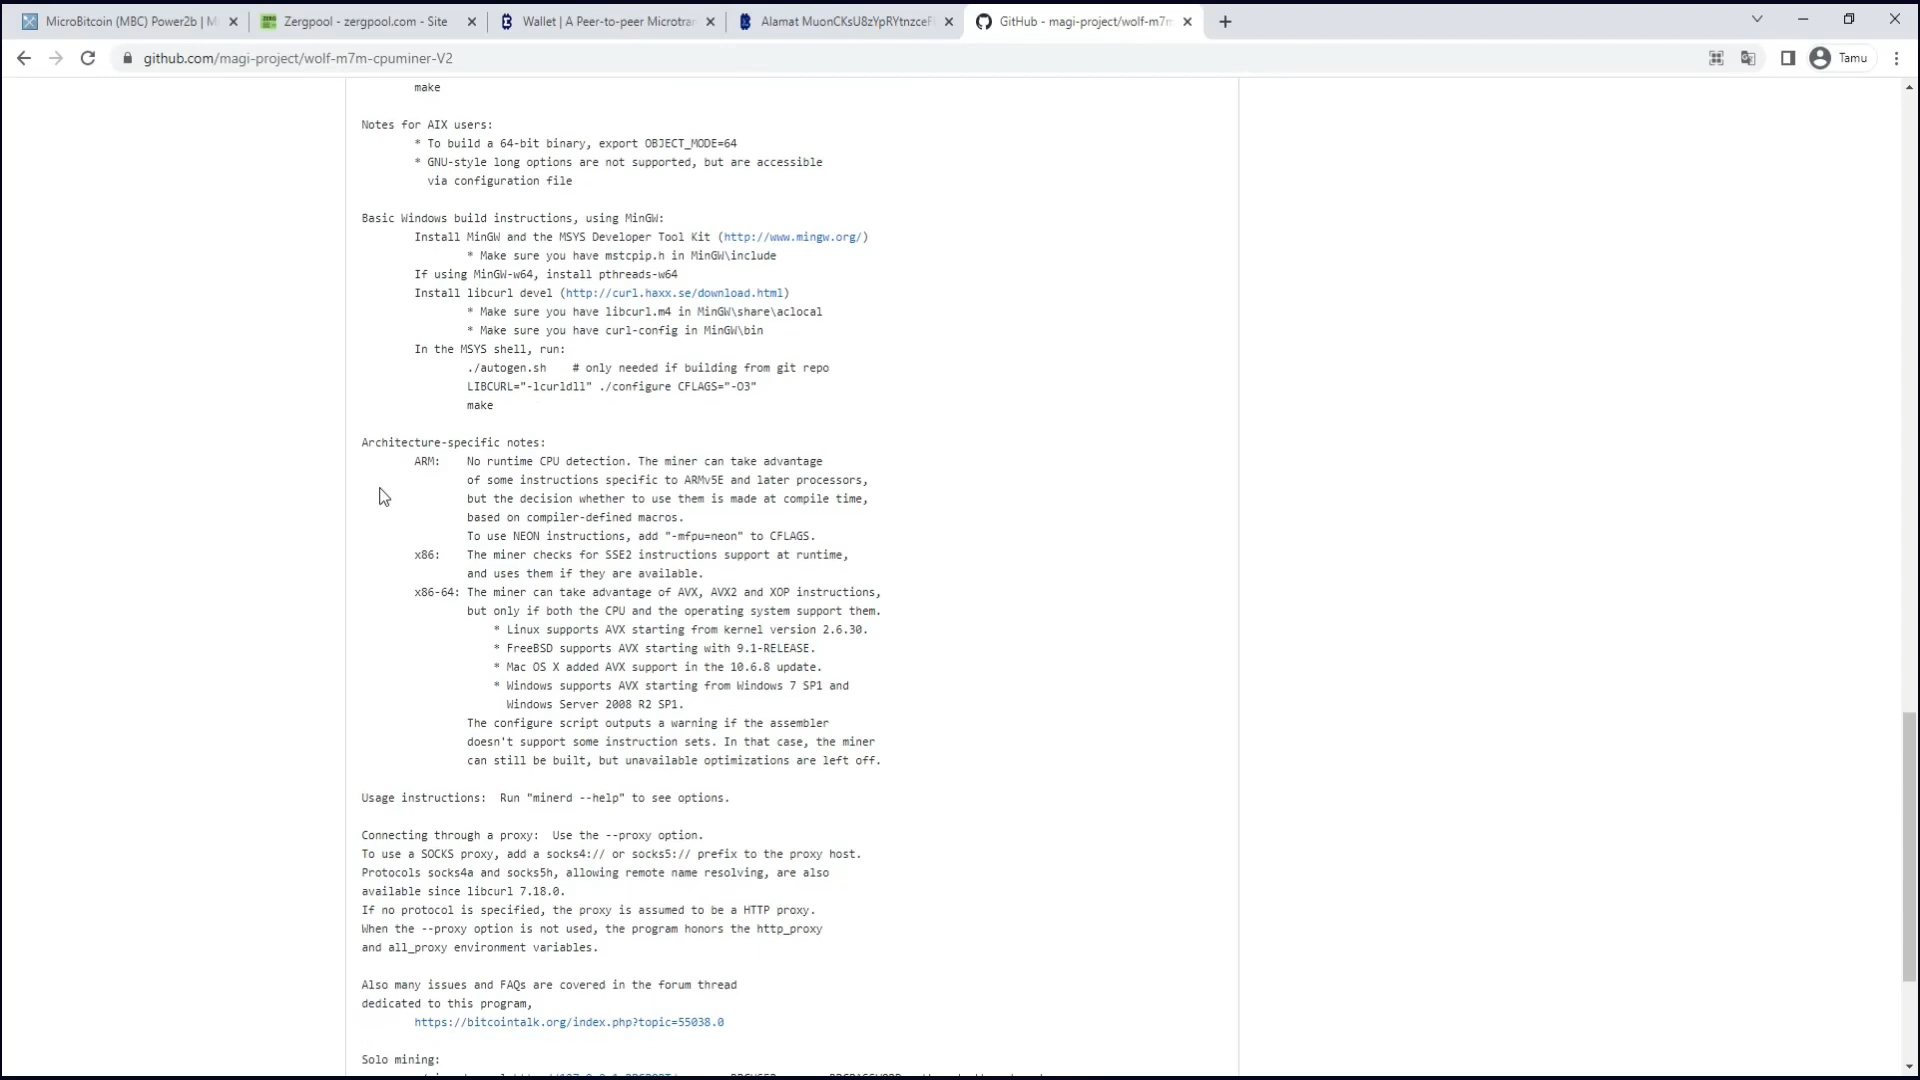 MicroBitcoin (MBC) Power2b | M
Zergpool - zergpool.com - Site
Wallet | A Peer-to-peer Microtran
Alamat MuonCKsU8zYpRYtnzceF
GitHub - magi-project/wolf-m7m
github.com/magi-project/wolf-m7m-cpuminer-V2
Tamu
make
Notes for AIX users:
* To build a 64-bit binary, export OBJECT_MODE=64
* GNU-style long options are not supported, but are accessible
via configuration file
Basic Windows build instructions, using MinGW:
Install MinGW and the MSYS Developer Tool Kit (http://www.mingw.org/)
* Make sure you have mstcpip.h in MinGW\include
If using MinGW-w64, install pthreads-w64
Install libcurl devel (http://curl.haxx.se/download.html)
* Make sure you have libcurl.m4 in MinGW\share\aclocal
* Make sure you have curl-config in MinGW\bin
In the MSYS shell, run:
./autogen.sh # only needed if building from git repo
LIBCURL="-lcurldll" ./configure CFLAGS="-O3"
make
Architecture-specific notes:
ARM: No runtime CPU detection. The miner can take advantage
of some instructions specific to ARMv5E and later processors,
but the decision whether to use them is made at compile time,
based on compiler-defined macros.
To use NEON instructions, add "-mfpu=neon" to CFLAGS.
x86: The miner checks for SSE2 instructions support at runtime,
and uses them if they are available.
x86-64: The miner can take advantage of AVX, AVX2 and XOP instructions,
but only if both the CPU and the operating system support them.
* Linux supports AVX starting from kernel version 2.6.30.
* FreeBSD supports AVX starting with 9.1-RELEASE.
* Mac OS X added AVX support in the 10.6.8 update.
* Windows supports AVX starting from Windows 7 SP1 and
Windows Server 2008 R2 SP1.
The configure script outputs a warning if the assembler
doesn't support some instruction sets. In that case, the miner
can still be built, but unavailable optimizations are left off.
Usage instructions: Run "minerd --help" to see options.
Connecting through a proxy: Use the --proxy option.
To use a SOCKS proxy, add a socks4:// or socks5:// prefix to the proxy host.
Protocols socks4a and socks5h, allowing remote name resolving, are also
available since libcurl 7.18.0.
If no protocol is specified, the proxy is assumed to be a HTTP proxy.
When the --proxy option is not used, the program honors the http_proxy
and all_proxy environment variables.
Also many issues and FAQs are covered in the forum thread
dedicated to this program,
https://bitcointalk.org/index.php?topic=55038.0
Solo mining: